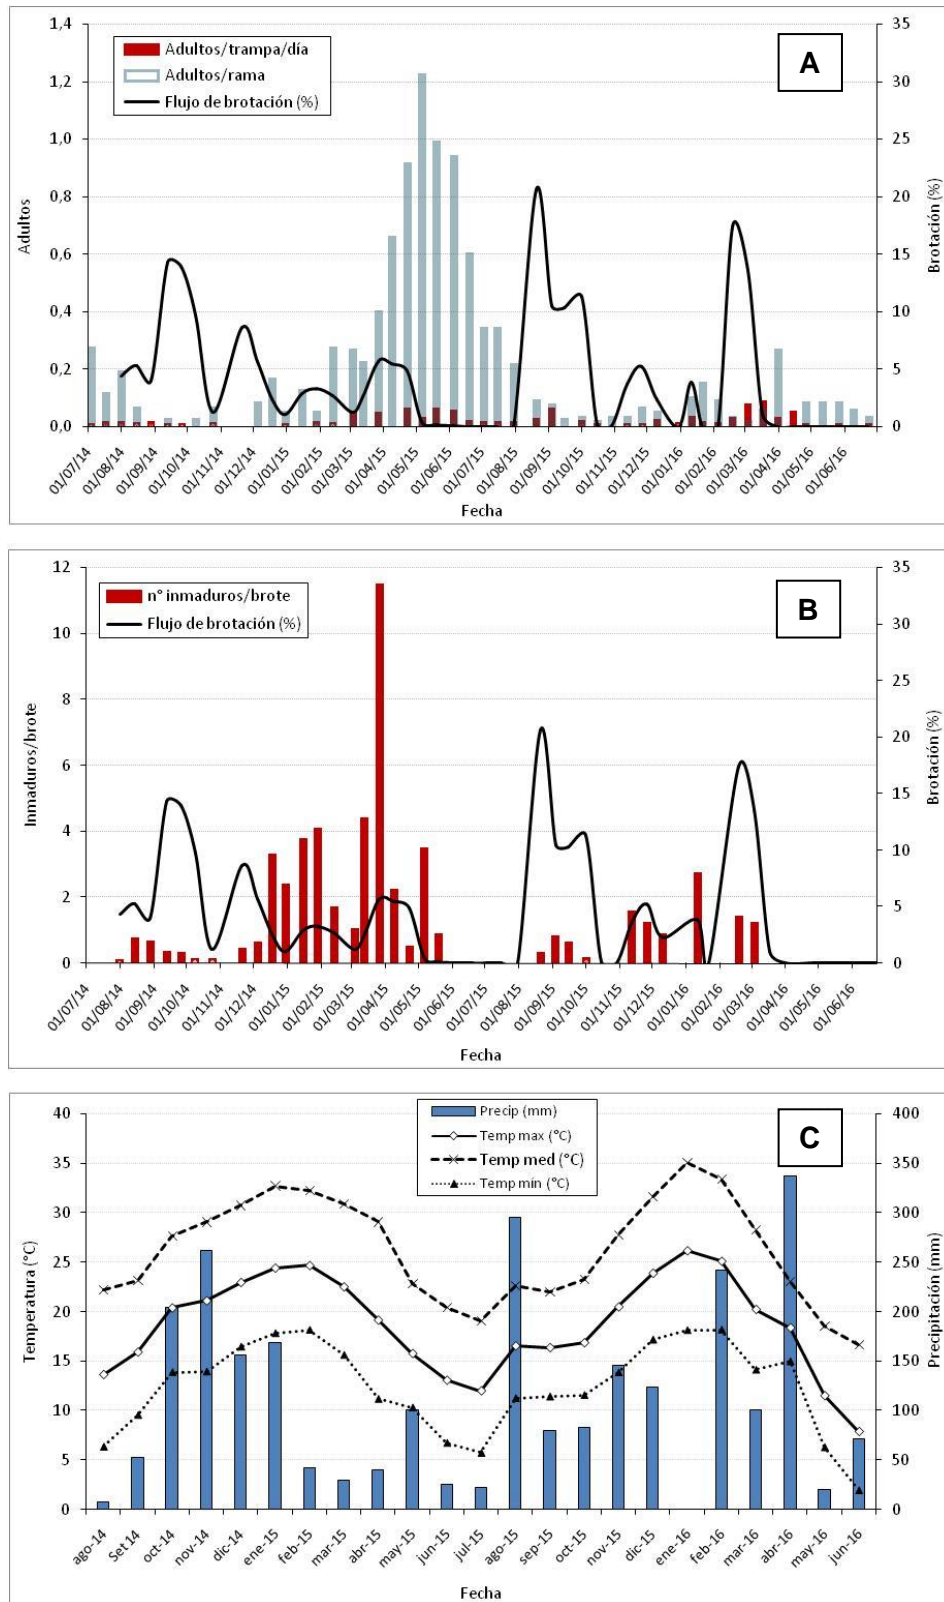 A
Adultos/trampa/día
Adultos/rama
Flujo de brotación (%)
1,4
1,2
1,0
0,8
0,6
0,4
0,2
0,0
Adultos
35
30
25
20
15
10
5
0
Brotación (%)
01/07/14
01/08/14
01/09/14
01/10/14
01/11/14
01/12/14
01/01/15
01/02/15
01/03/15
01/04/15
01/05/15
01/06/15
01/07/15
01/08/15
01/09/15
01/10/15
01/11/15
01/12/15
01/01/16
01/02/16
01/03/16
01/04/16
01/05/16
01/06/16
Fecha
B
n° inmaduros/brote
Flujo de brotación (%)
12
10
8
6
4
2
0
Inmaduros/brote
35
30
25
20
15
10
5
0
Brotación (%)
01/07/14
01/08/14
01/09/14
01/10/14
01/11/14
01/12/14
01/01/15
01/02/15
01/03/15
01/04/15
01/05/15
01/06/15
01/07/15
01/08/15
01/09/15
01/10/15
01/11/15
01/12/15
01/01/16
01/02/16
01/03/16
01/04/16
01/05/16
01/06/16
Fecha
C
Precip (mm)
Temp max (°C)
Temp med (°C)
Temp mín (°C)
40
35
30
25
20
15
10
5
0
Temperatura (°C)
400
350
300
250
200
150
100
50
0
Precipitación (mm)
ago-14
Set 14
oct-14
nov-14
dic-14
ene-15
feb-15
mar-15
abr-15
may-15
jun-15
jul-15
ago-15
sep-15
oct-15
nov-15
dic-15
ene-16
feb-16
mar-16
abr-16
may-16
jun-16
Fecha